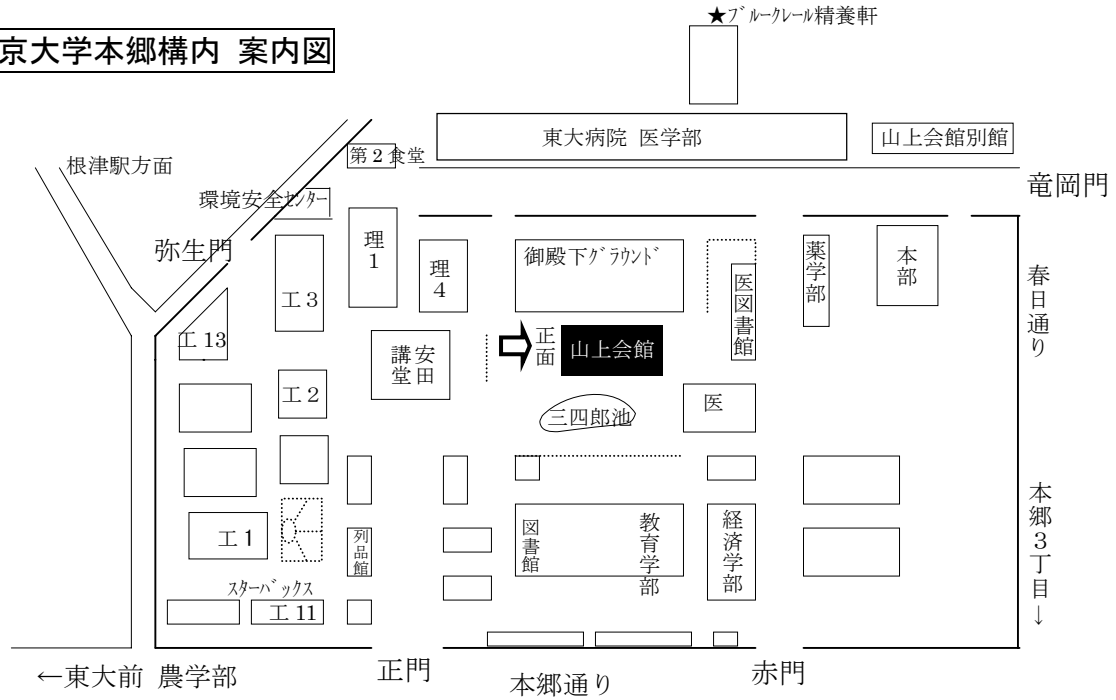 ★ブルークレール精養軒
京大学本郷構内 案内図
東大病院 医学部
山上会館別館
第2食堂
根津駅方面
竜岡門
環境安全センター
弥生門
理1
理4
御殿下グラウンド
医図書館
薬学部
本部
春日通り
工3
工13
安田講堂
正面
山上会館
工2
三四郎池
医
本郷3丁目↓
工1
列品館
図書館
教育学部
経済学部
スターバックス
工11
←東大前 農学部
正門
本郷通り
赤門